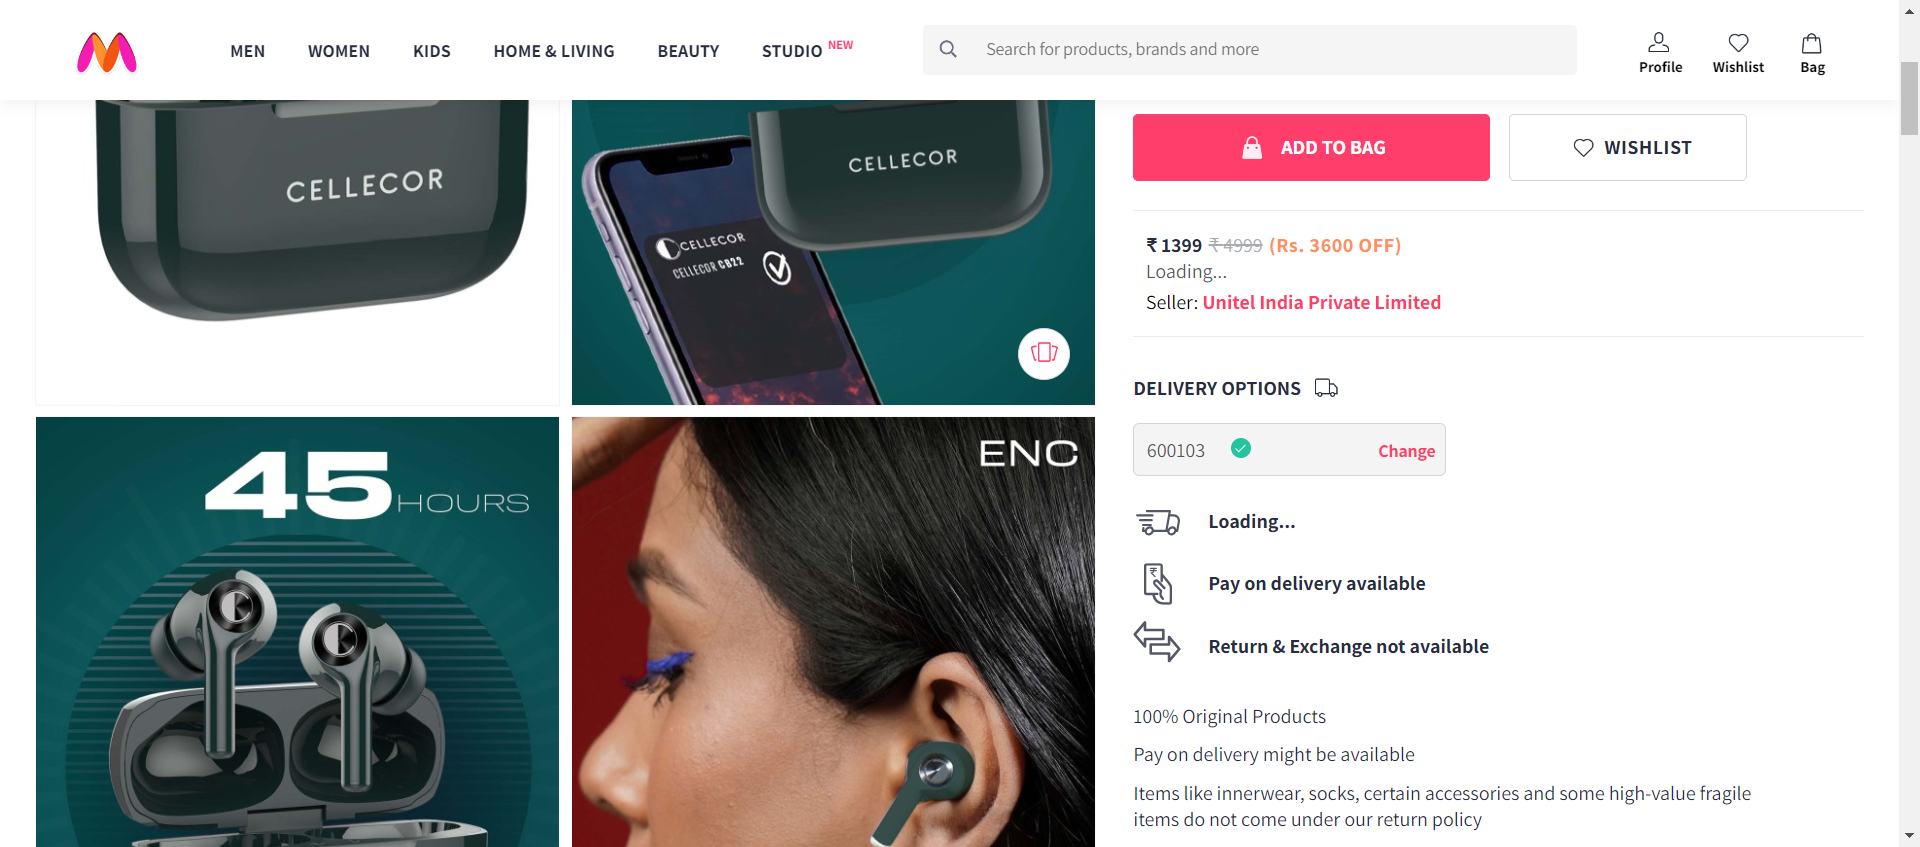 MEN WOMEN KIDS HOME & LIVING BEAUTY STUDIO NEW
Search for products, brands and more
Profile Wishlist Bag
CELLECOR
CELLECOR
CELLECOR
CELLECOR CB22
45 HOURS
ENC
ADD TO BAG WISHLIST
₹ 1399 ₹ 4999 (Rs. 3600 OFF)
Loading...
Seller: Unitel India Private Limited
DELIVERY OPTIONS
600103 Change
Loading...
Pay on delivery available
Return & Exchange not available
100% Original Products
Pay on delivery might be available
Items like innerwear, socks, certain accessories and some high-value fragile
items do not come under our return policy